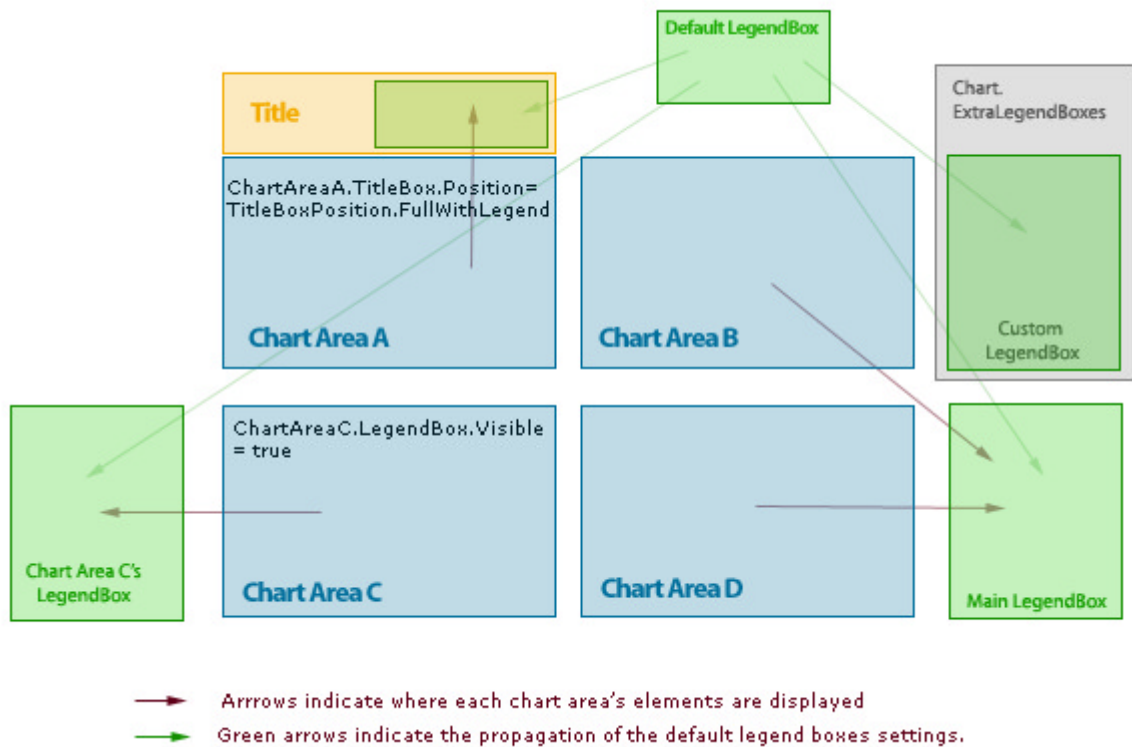 Default LegendBox
Title
Chart.
ExtraLegendBoxes
ChartAreaA.TitleBox.Position=
TitleBoxPosition.FullWithLegend
Chart Area A
Chart Area B
Custom
LegendBox
ChartAreaC.LegendBox.Visible
= true
Chart Area C's
LegendBox
Chart Area C
Chart Area D
Main LegendBox
Arrrows indicate where each chart area's elements are displayed
Green arrows indicate the propagation of the default legend boxes settings.